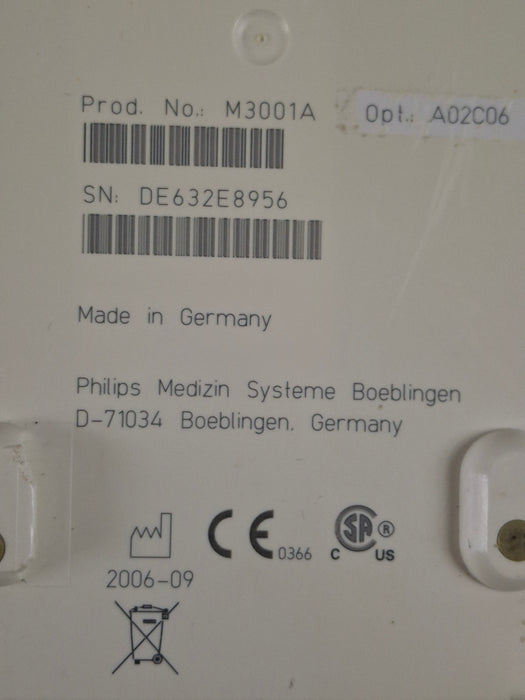 Prod. No.: M3001A Opt.: A02C06
SN: DE632E8956
Made in Germany
Philips Medizin Systeme Boeblingen
D-71034 Boeblingen. Germany
CE 0366
C SA ® US
2006-09